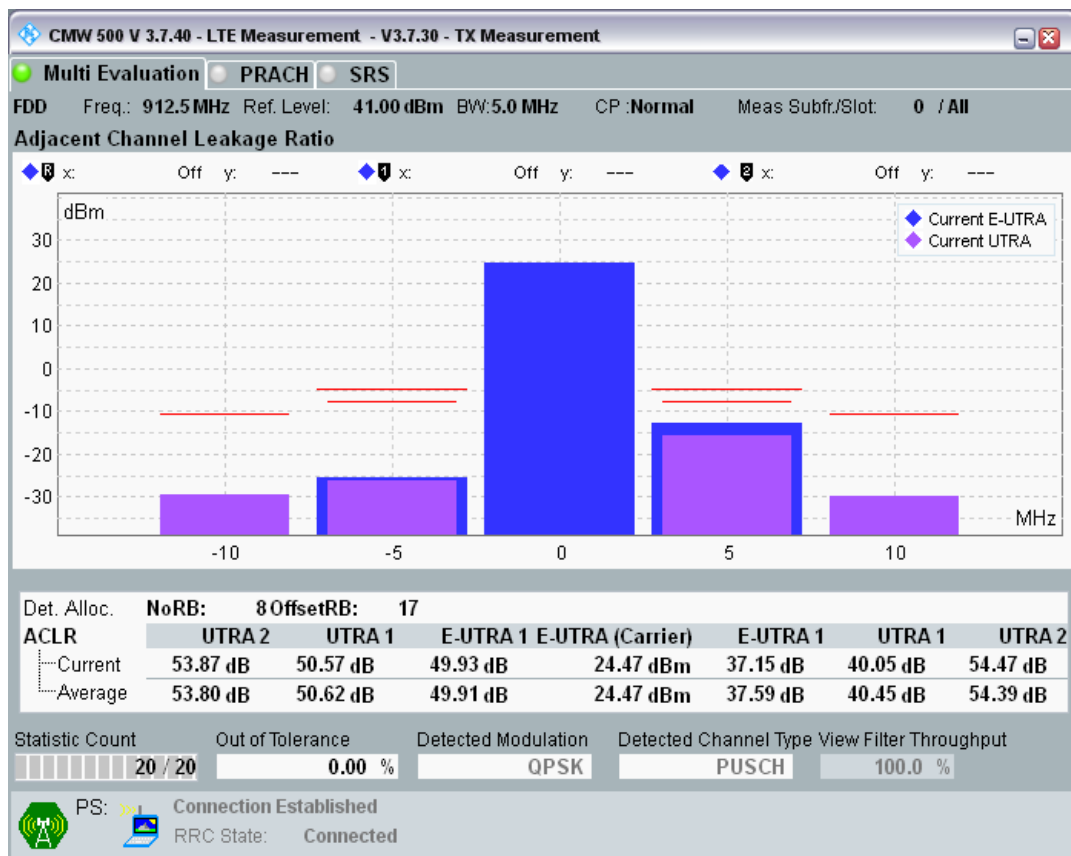 CMW 500 V 3.7.40 - LTE Measurement - V3.7.30 - TX Measurement
Multi Evaluation PRACH SRS
FDD Freq.: 912.5 MHz Ref. Level: 41.00 dBm BW:5.0 MHz CP :Normal Meas Subfr./Slot: 0 / All
Adjacent Channel Leakage Ratio
R x: Off y: --- 1 x: Off y: --- 2 x: Off y: ---
dBm
Current E-UTRA
Current UTRA
30
20
10
0
-10
-20
-30
MHz
-10 -5 0 5 10
Det. Alloc. NoRB: 8 OffsetRB: 17
ACLR UTRA 2 UTRA 1 E-UTRA 1 E-UTRA (Carrier) E-UTRA 1 UTRA 1 UTRA 2
Current 53.87 dB 50.57 dB 49.93 dB 24.47 dBm 37.15 dB 40.05 dB 54.47 dB
Average 53.80 dB 50.62 dB 49.91 dB 24.47 dBm 37.59 dB 40.45 dB 54.39 dB
Statistic Count Out of Tolerance Detected Modulation Detected Channel Type View Filter Throughput
20 / 20 0.00 % QPSK PUSCH 100.0 %
PS: Connection Established
RRC State: Connected